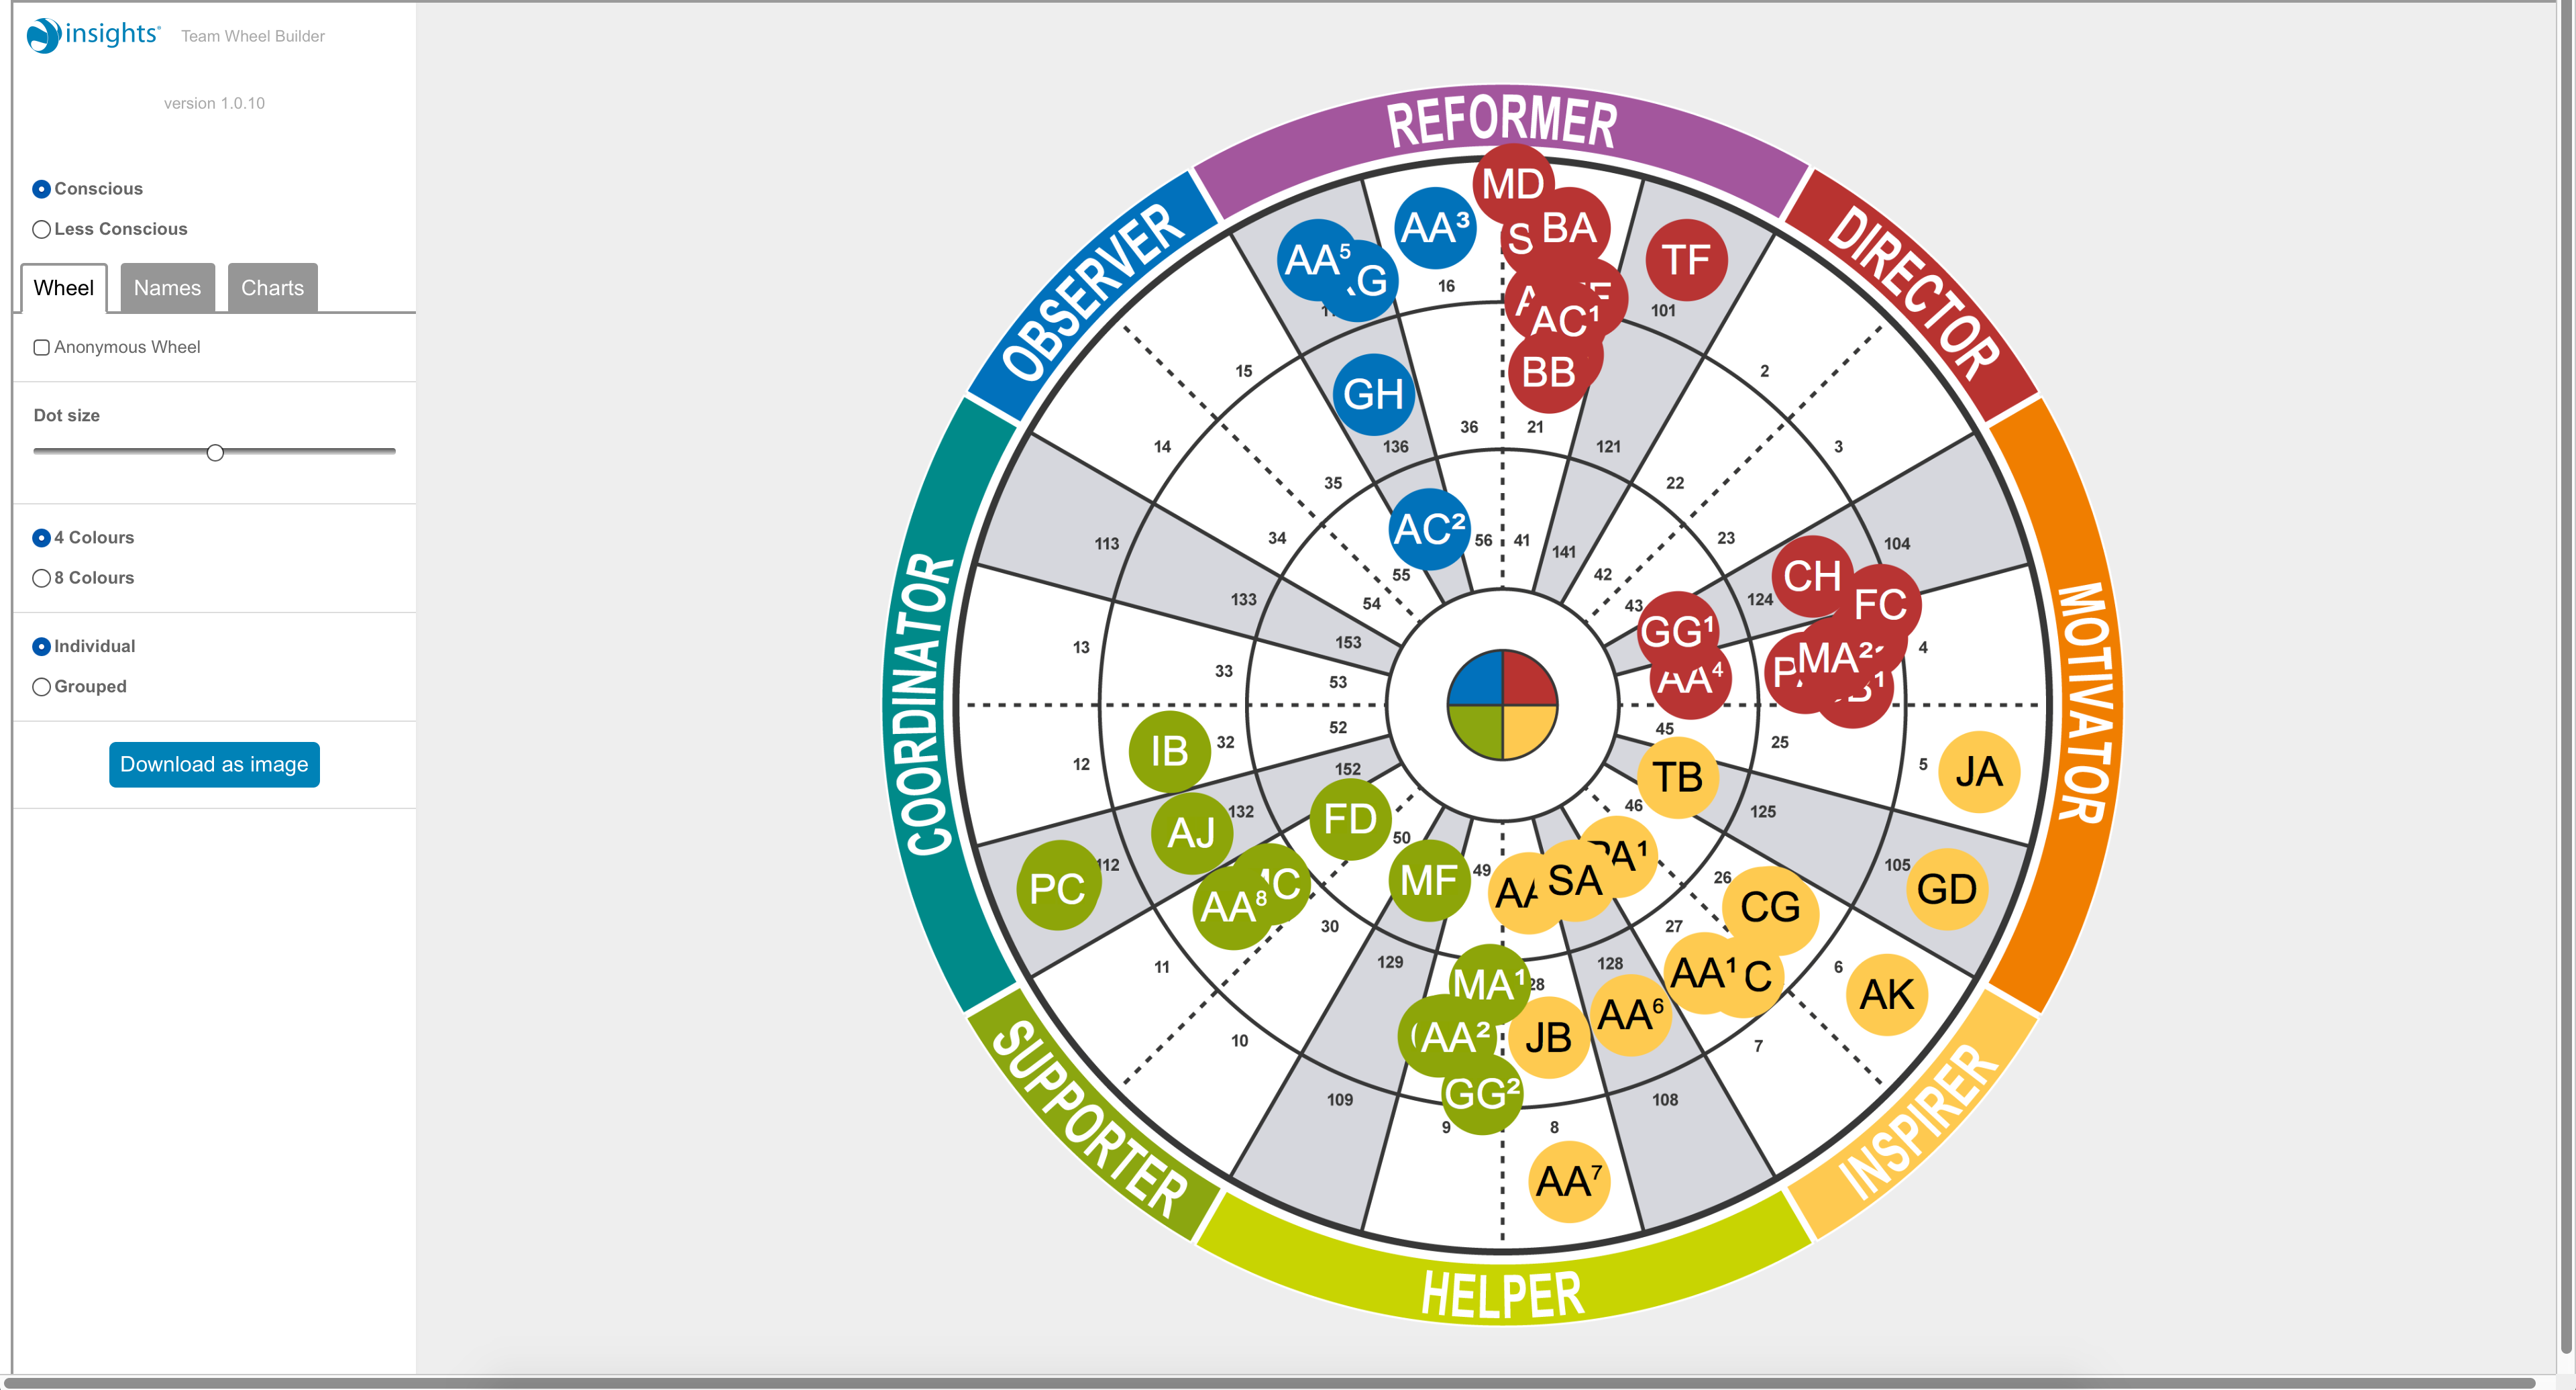 insights Team Wheel Builder
version 1.0.10
Conscious
Less Conscious
Wheel Names Charts
Anonymous Wheel
Dot size
4 Colours
8 Colours
Individual
Grouped
Download as image
REFORMER
DIRECTOR
MOTIVATOR
INSPIRER
HELPER
SUPPORTER
COORDINATOR
OBSERVER
MD
AA³ BA
AA⁵ TF
16
101
AC¹
15 BB 2
GH
36 21
14 136 121 3
35 22
AC²
34 56 41 23
113 141 104
55 42 CH
133 54 43 124 FC
GG¹
13 153 MA² 4
33
53 AA⁴
52 45
IB 32 25
12 152 TB 5 JA
46
132 125
AJ FD
50
112 49 105
PC MF SA 26 GD
AA⁸ CG
30 27
11 129 128 6
MA¹ AA¹ AK
AA⁶
10 AA² JB 7
GG²
109 108
9 8
AA⁷